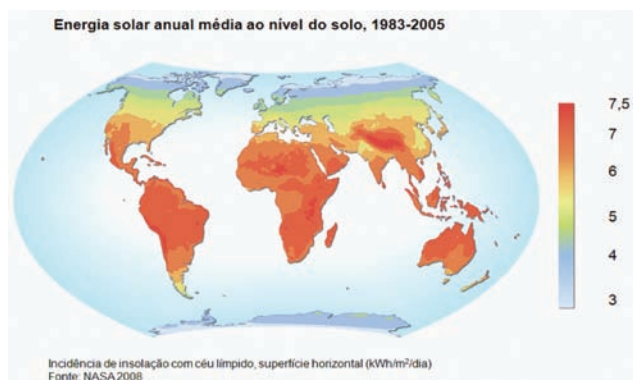 Energia solar anual média ao nível do solo, 1983-2005
7,5
7
6
5
4
3
Incidência de insolação com céu límpido, superfície horizontal (kWh/m²/dia)
Fonte: NASA 2008